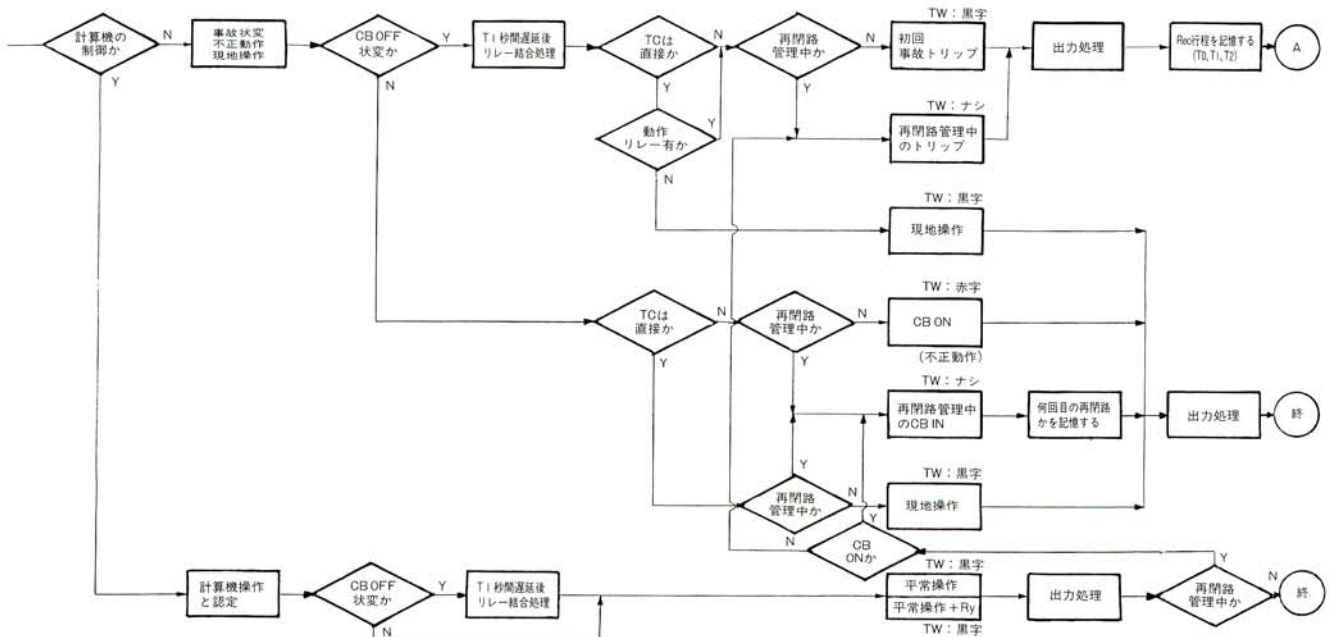 計算機の
制御か
N
Y
事故状変
不正動作
現地操作
CB OFF
状変か
Y
N
T1秒間遅延後
リレー結合処理
TCは
直接か
N
Y
動作
リレー有か
Y
N
再閉路
管理中か
N
Y
TW：黒字
初回
事故トリップ
出力処理
Rec行程を記憶する
(T0, T1, T2)
A
TW：ナシ
再閉路管理中
のトリップ
TW：黒字
現地操作
TCは
直接か
N
Y
再閉路
管理中か
N
Y
TW：赤字
CB ON
(不正動作)
TW：ナシ
再閉路管理中
のCB IN
何回目の再閉路
かを記憶する
出力処理
終
再閉路
管理中か
Y
N
TW：黒字
現地操作
CB
ONか
Y
N
計算機操作
と認定
CB OFF
状変か
Y
N
T1秒間遅延後
リレー結合処理
TW：黒字
平常操作
平常操作＋Ry
TW：黒字
出力処理
再閉路
管理中か
Y
N
終